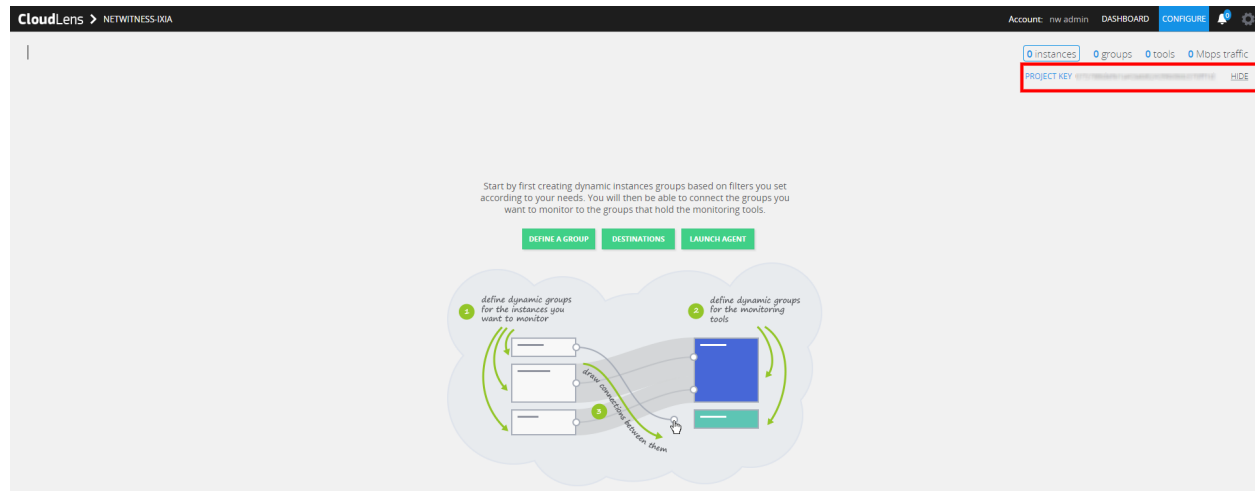 CloudLens > NETWITNESS-IXIA
Account: nw admin DASHBOARD CONFIGURE 0
0 instances 0 groups 0 tools 0 Mbps traffic
PROJECT KEY HIDE
Start by first creating dynamic instances groups based on filters you set
according to your needs. You will then be able to connect the groups you
want to monitor to the groups that hold the monitoring tools.
DEFINE A GROUP DESTINATIONS LAUNCH AGENT
1
define dynamic groups
for the instances you
want to monitor
2
define dynamic groups
for the monitoring
tools
3
draw connections between them